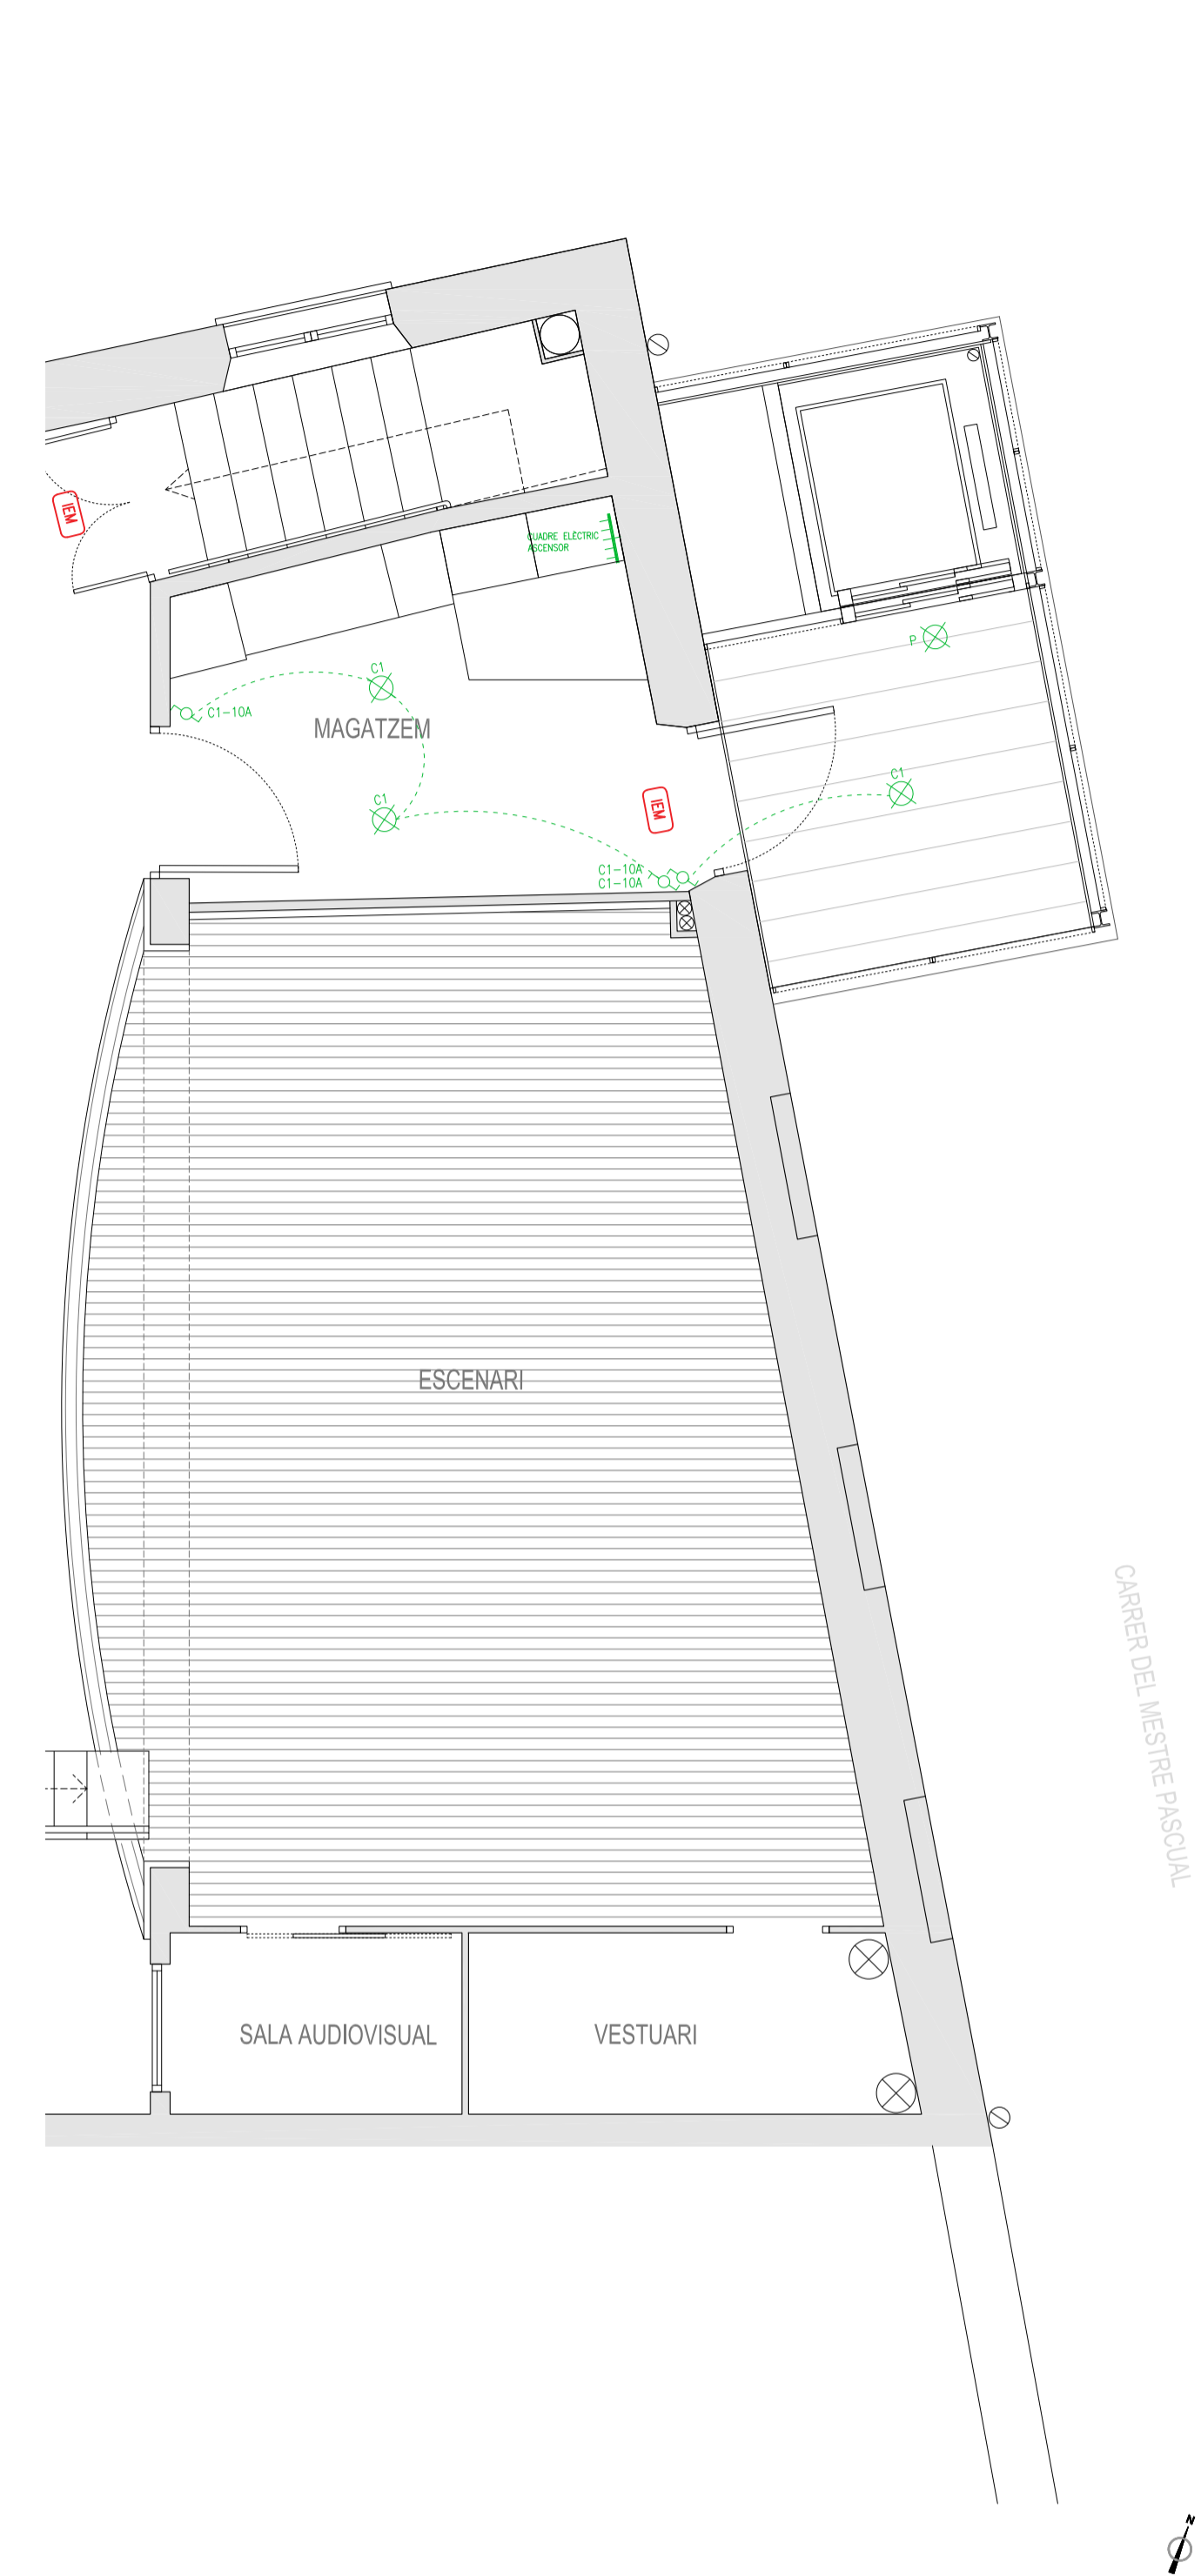 IEM
CUADRE ELÈCTRIC
ASCENSOR
P
C1
C1-10A
MAGATZEM
C1
C1
IEM
C1-10A
C1-10A
ESCENARI
CARRER DEL MESTRE PASCUAL
SALA AUDIOVISUAL
VESTUARI
N